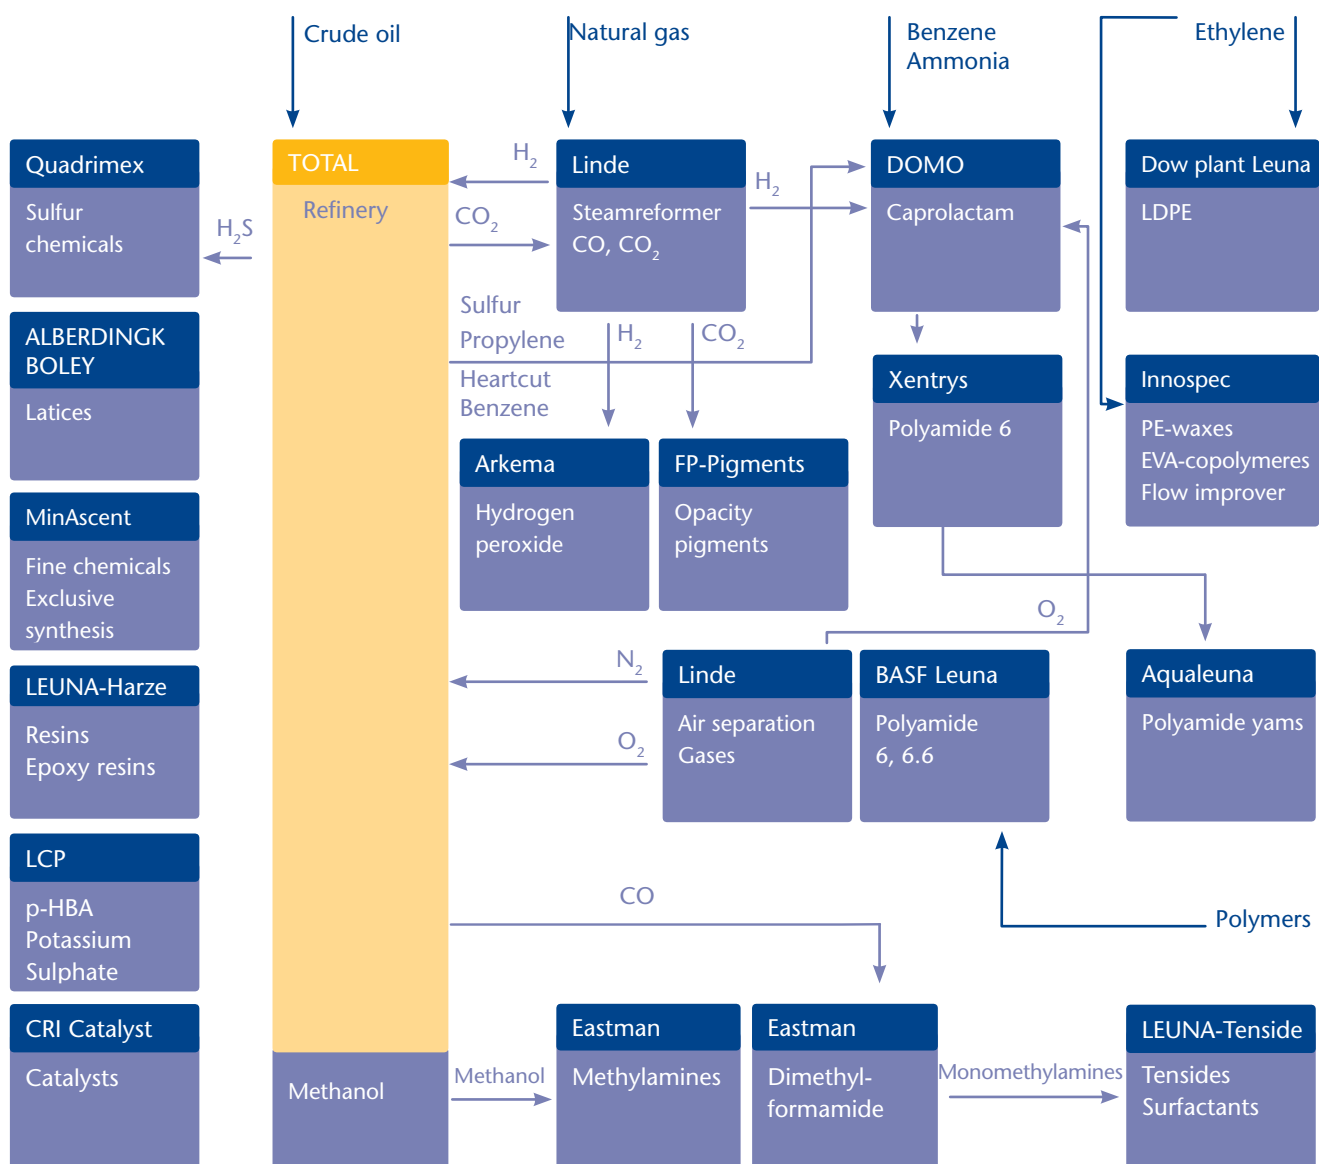 Crude oil
Natural gas
Benzene
Ammonia
Ethylene
Quadrimex
Sulfur
chemicals
H₂S
TOTAL
Refinery
H₂
CO₂
Linde
Steamreformer
CO, CO₂
H₂
DOMO
Caprolactam
Dow plant Leuna
LDPE
Sulfur
Propylene
Heartcut
Benzene
H₂
CO₂
ALBERDINGK
BOLEY
Latices
Xentrys
Polyamide 6
Innospec
PE-waxes
EVA-copolymeres
Flow improver
Arkema
Hydrogen
peroxide
FP-Pigments
Opacity
pigments
MinAscent
Fine chemicals
Exclusive
synthesis
O₂
N₂
O₂
Linde
Air separation
Gases
BASF Leuna
Polyamide
6, 6.6
Aqualeuna
Polyamide yams
LEUNA-Harze
Resins
Epoxy resins
LCP
p-HBA
Potassium
Sulphate
CO
Polymers
CRI Catalyst
Catalysts
Methanol
Methanol
Eastman
Methylamines
Eastman
Dimethyl-
formamide
Monomethylamines
LEUNA-Tenside
Tensides
Surfactants